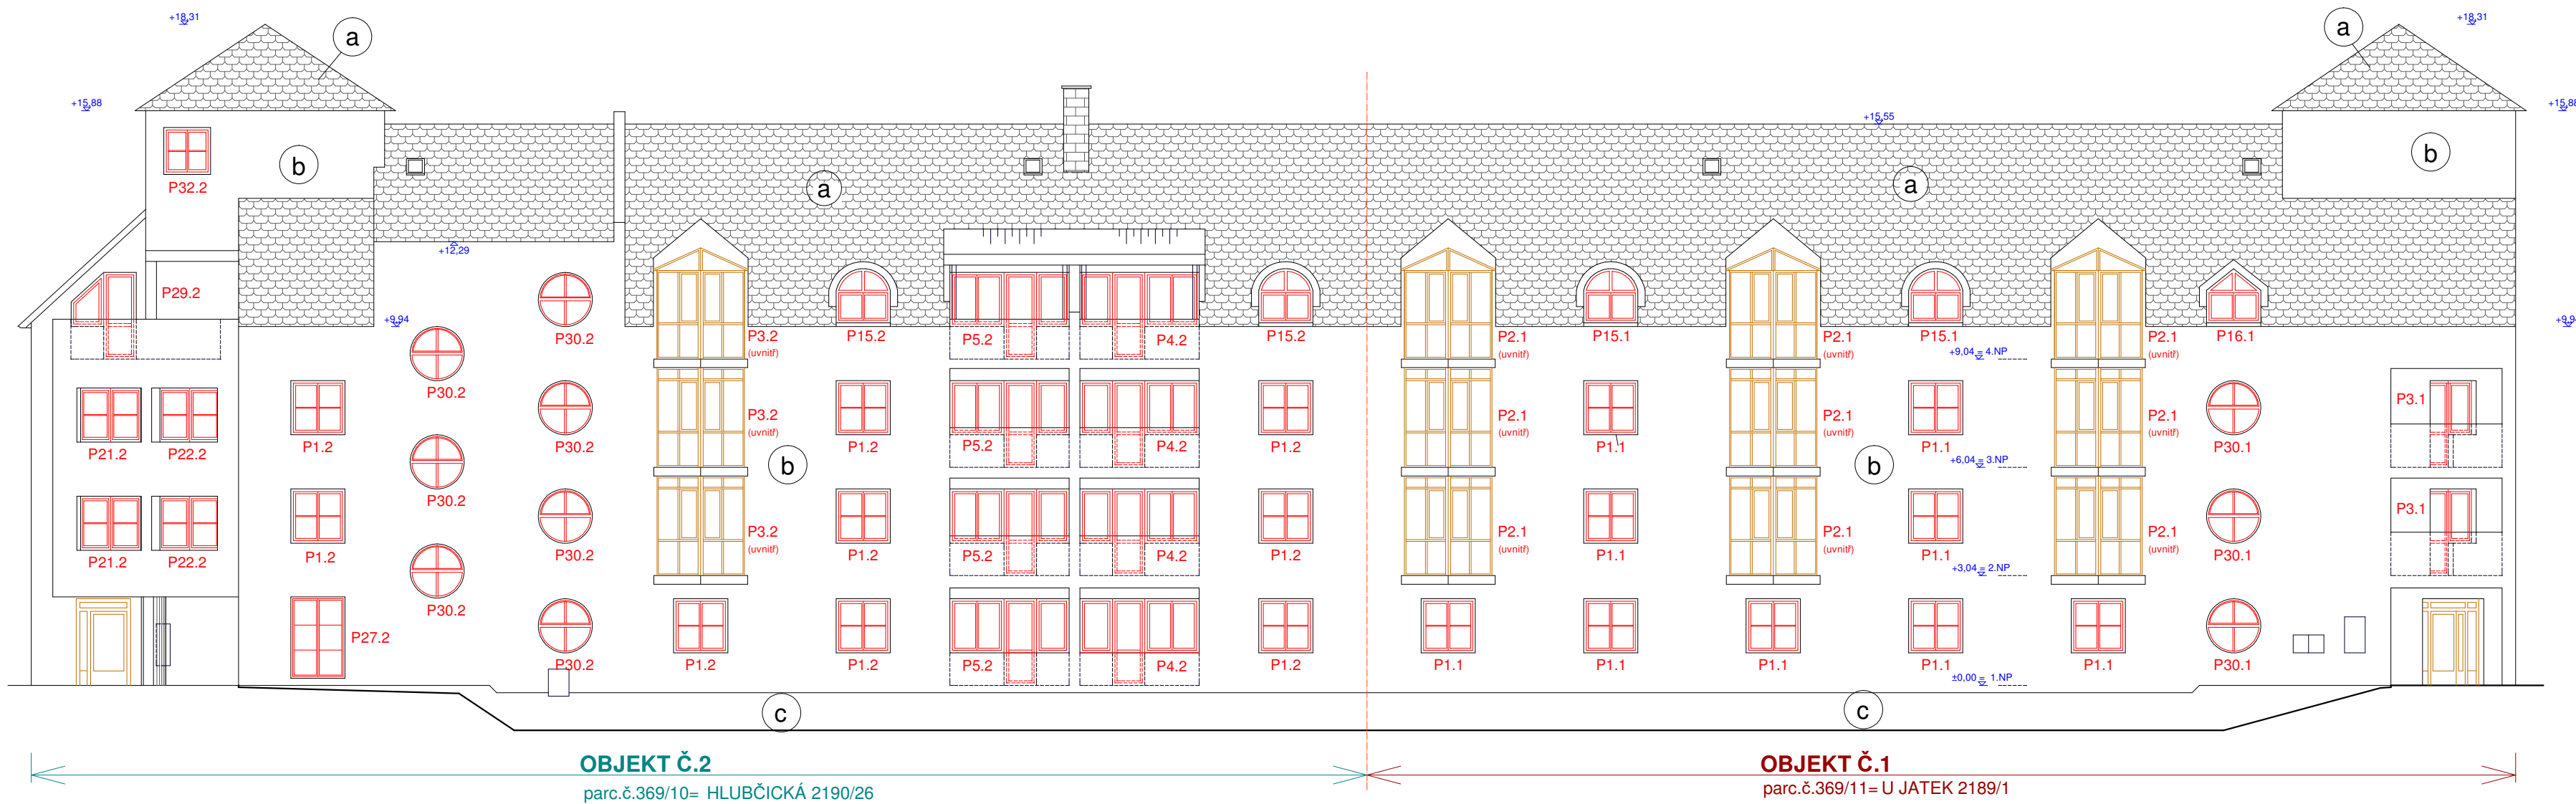 +18,31
a
a
+18,31
+15,88
+15,55
+15,88
b
b
P32.2
a
a
+12,29
P29.2
+9,94
+9,94
P30.2
P3.2
(uvnitř)
P15.2
P5.2
P4.2
P15.2
P2.1
(uvnitř)
P15.1
P2.1
(uvnitř)
P15.1
P2.1
(uvnitř)
P16.1
+9,04 = 4.NP
P30.2
P21.2
P22.2
P1.2
P30.2
P3.2
(uvnitř)
P1.2
P5.2
P4.2
P1.2
P2.1
(uvnitř)
P1.1
P2.1
(uvnitř)
P1.1
P2.1
(uvnitř)
P30.1
P3.1
b
b
+6,04 = 3.NP
P30.2
P21.2
P22.2
P1.2
P30.2
P3.2
(uvnitř)
P1.2
P5.2
P4.2
P1.2
P2.1
(uvnitř)
P1.1
P2.1
(uvnitř)
P1.1
P2.1
(uvnitř)
P30.1
P3.1
+3,04 = 2.NP
P30.2
P27.2
P30.2
P1.2
P1.2
P5.2
P4.2
P1.2
P1.1
P1.1
P1.1
P1.1
P1.1
P30.1
±0,00 = 1.NP
c
c
OBJEKT Č.2
parc.č.369/10= HLUBČICKÁ 2190/26
OBJEKT Č.1
parc.č.369/11= U JATEK 2189/1